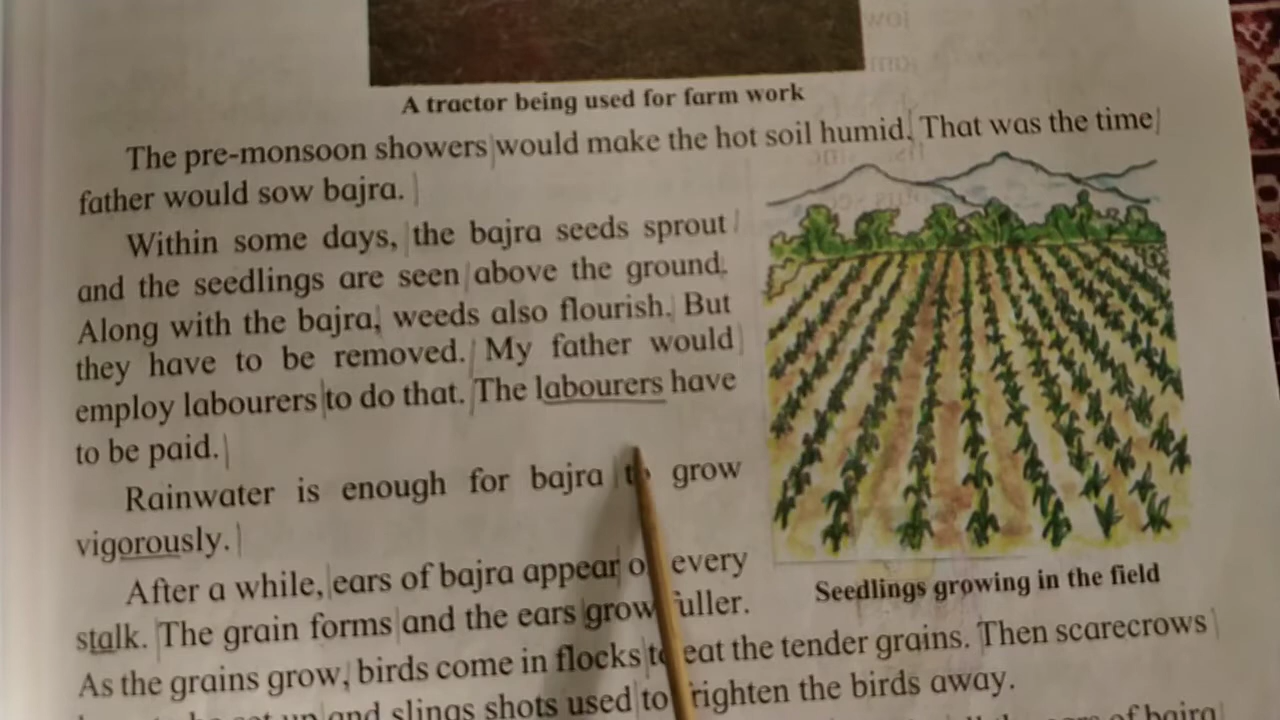 A tractor being used for farm work
The pre-monsoon showers would make the hot soil humid. That was the time
father would sow bajra.
Within some days, the bajra seeds sprout
and the seedlings are seen above the ground.
Along with the bajra, weeds also flourish. But
they have to be removed. My father would
employ labourers to do that. The labourers have
to be paid.
Rainwater is enough for bajra to grow
vigorously.
After a while, ears of bajra appear every
stalk. The grain forms and the ears grow
As the grains grow, birds come in flocks to eat the tender grains. Then scarecrows
and slings shots used to the birds away.
ears of bajra
Seedlings growing in the field